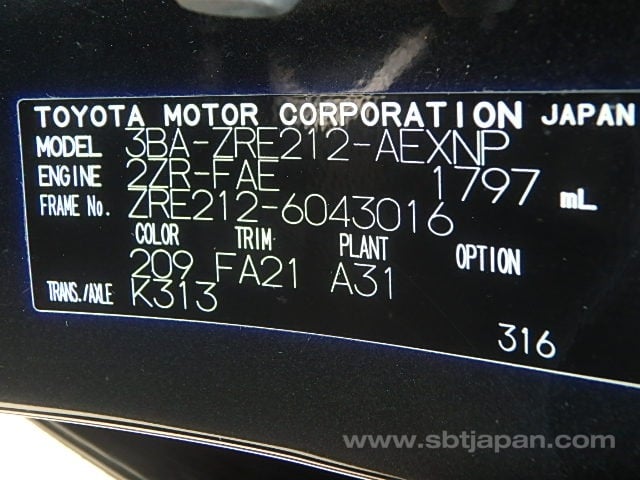 TOYOTA MOTOR CORPORATION JAPAN
MODEL 3BA-ZRE212-AEXNP
ENGINE 2ZR-FAE 1797 mL
FRAME No. ZRE212-6043016
COLOR TRIM PLANT OPTION
209 FA21 A31
TRANS./AXLE K313
316
www.sbtjapan.com